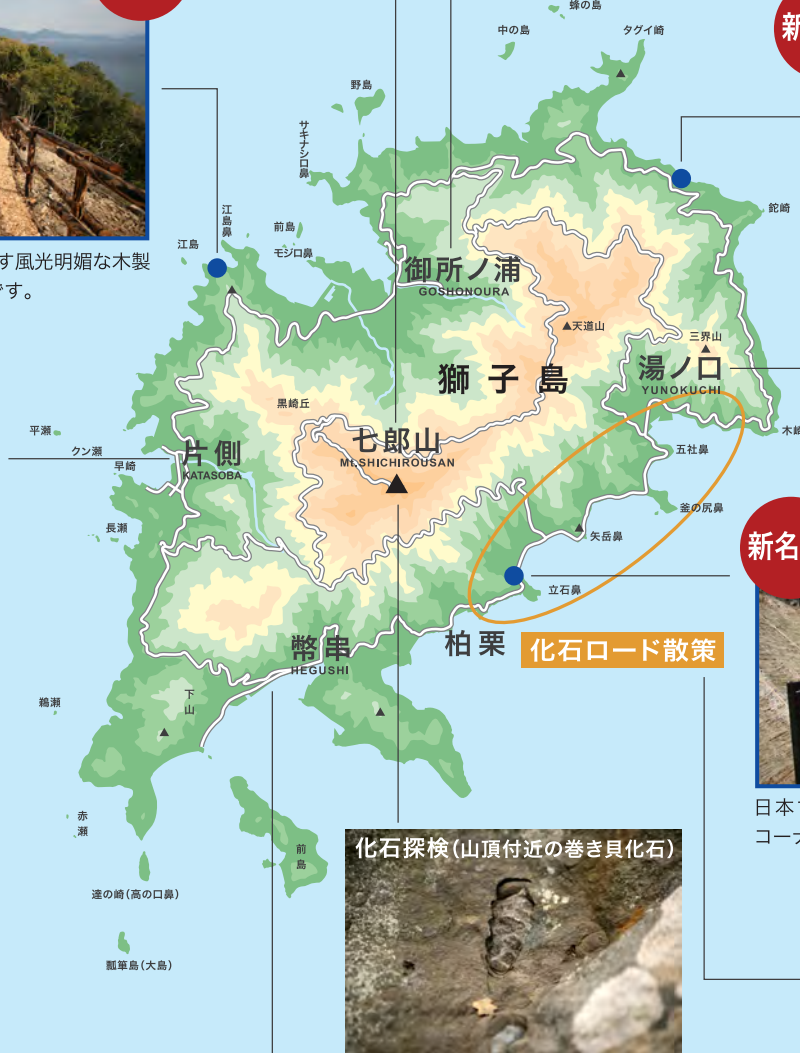 蜂の島
中の島
タグイ崎
新
野島
サキナシロ鼻
鉈崎
江島鼻
前島
江島
モジロ鼻
す風光明媚な木製
です。
御所ノ浦
GOSHONOURA
天道山
三界山
獅子島
湯ノ口
YUNOKUCHI
黒崎丘
平瀬
七郎山
Mt.SHICHIROUSAN
木崎
クン瀬
片側
KATASOBA
早崎
五社鼻
長瀬
釜の尻鼻
矢岳鼻
新名
立石鼻
幣串
HEGUSHI
柏栗
化石ロード散策
鵜瀬
下山
赤瀬
日本
コーナ
前島
化石探検(山頂付近の巻き貝化石)
達の崎(高の口鼻)
瓢箪島(大島)